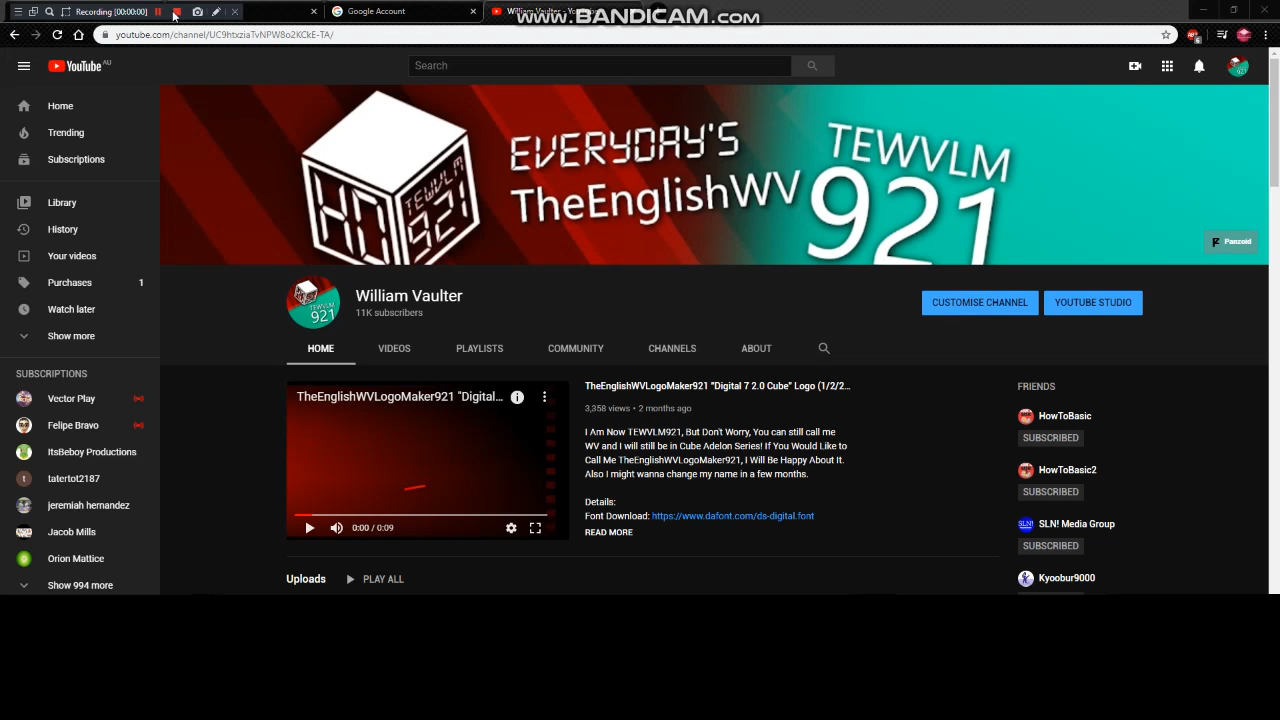 Recording [00:00:00]
Google Account
William Vaulter - YouTube
www.BANDICAM.com
youtube.com/channel/UC9htxziaTvNPW8o2KCkE-TA/
6
YouTube AU
Search
Home
Trending
Subscriptions
Library
History
Your videos
Purchases 1
Watch later
Show more
SUBSCRIPTIONS
Vector Play
Felipe Bravo
ItsBeboy Productions
t tatertot2187
jeremiah hernandez
Jacob Mills
Orion Mattice
Show 994 more
HD TEWVLM 921
EVERYDAY'S
TheEnglishWV
TEWVLM
921
Panzoid
TEWVLM
921
William Vaulter
11K subscribers
CUSTOMISE CHANNEL
YOUTUBE STUDIO
HOME VIDEOS PLAYLISTS COMMUNITY CHANNELS ABOUT
TheEnglishWVLogoMaker921 "Digital...
0:00 / 0:09
TheEnglishWVLogoMaker921 "Digital 7 2.0 Cube" Logo (1/2/2...
3,358 views • 2 months ago
I Am Now TEWVLM921, But Don't Worry, You can still call me
WV and I will still be in Cube Adelon Series! If You Would Like to
Call Me TheEnglishWVLogoMaker921, I Will Be Happy About It.
Also I might wanna change my name in a few months.
Details:
Font Download: https://www.dafont.com/ds-digital.font
READ MORE
Uploads PLAY ALL
FRIENDS
HowToBasic
SUBSCRIBED
HowToBasic2
SUBSCRIBED
SLN! SLN! Media Group
SUBSCRIBED
Kyoobur9000